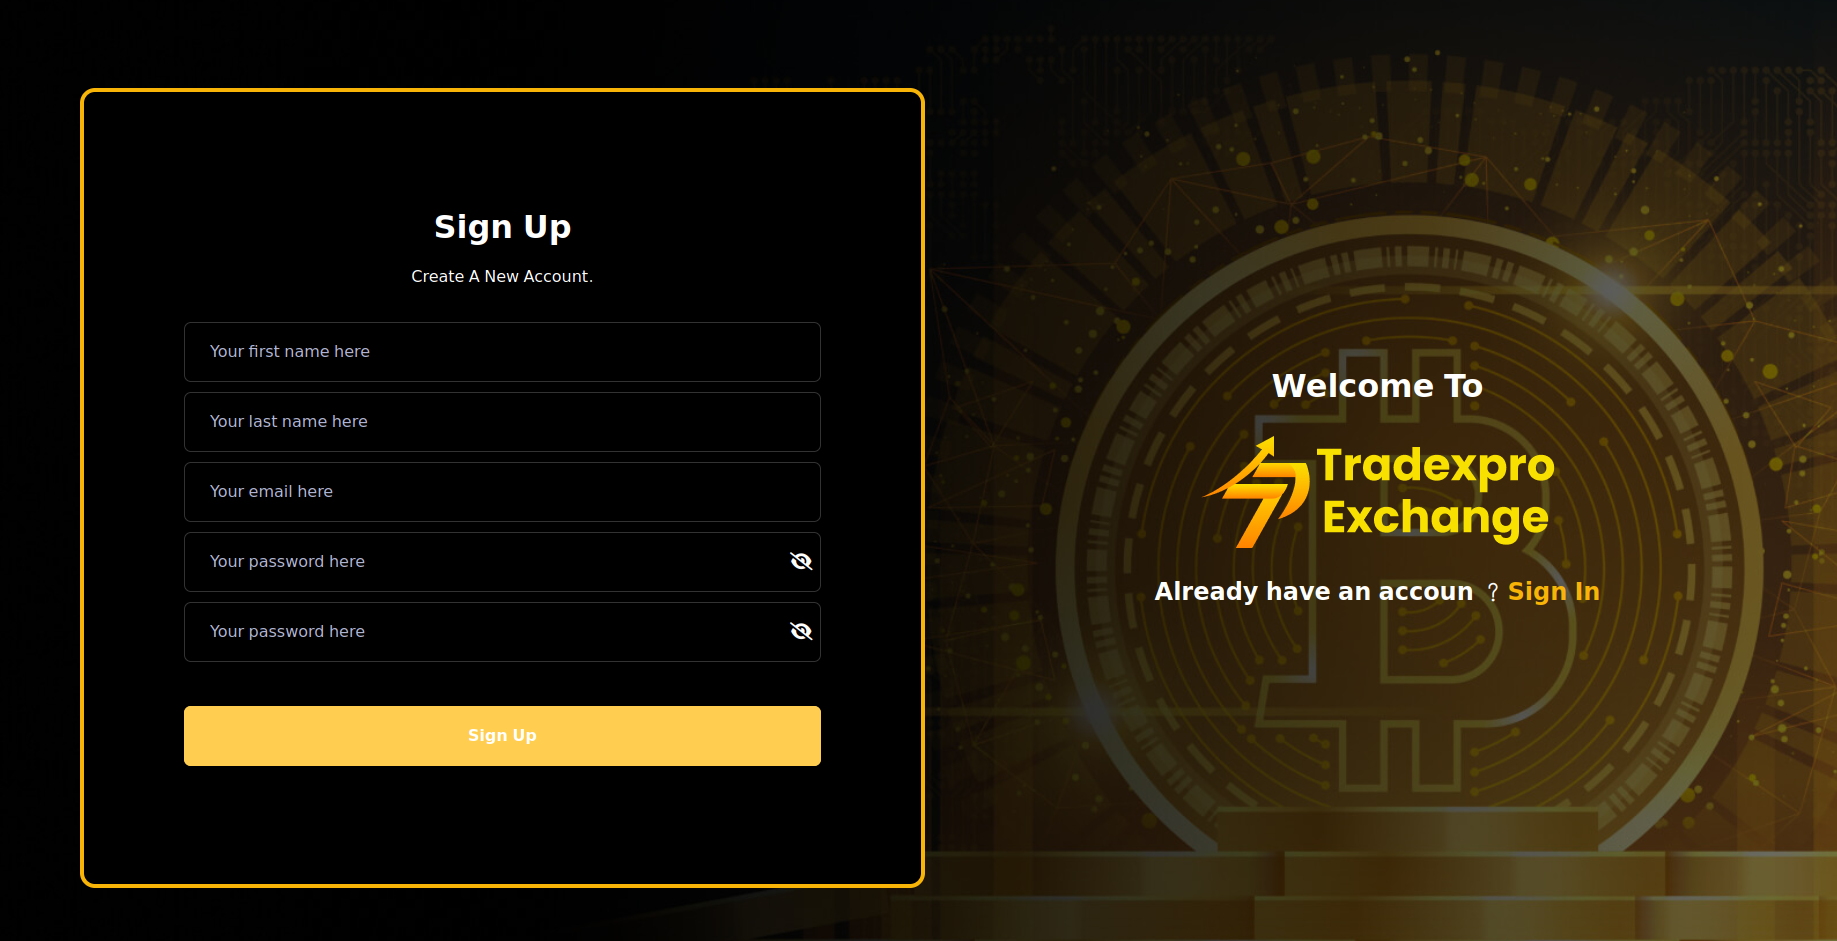 Sign Up
Create A New Account.
Your first name here
Your last name here
Your email here
Your password here
Your password here
Sign Up
Welcome To
Tradexpro
Exchange
Already have an accoun ? Sign In